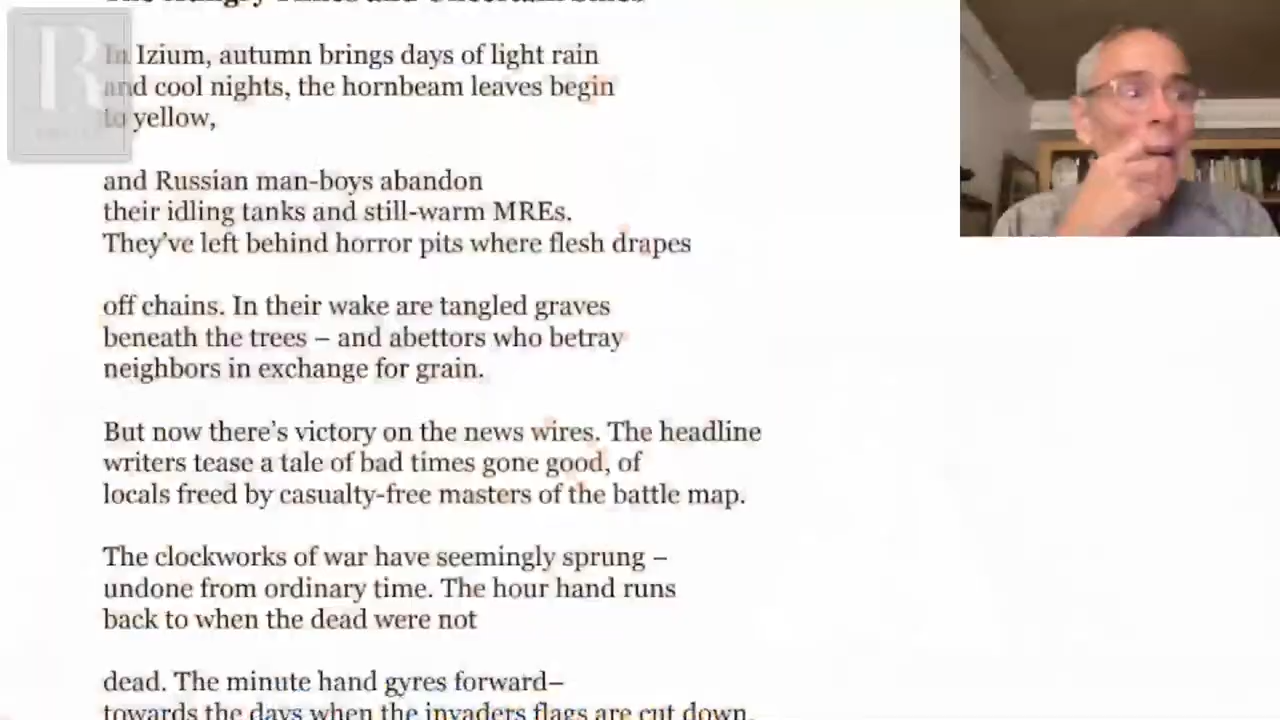 The Hungry Times and Uncertain Skies
In Izium, autumn brings days of light rain
and cool nights, the hornbeam leaves begin
to yellow,
and Russian man-boys abandon
their idling tanks and still-warm MREs.
They’ve left behind horror pits where flesh drapes
off chains. In their wake are tangled graves
beneath the trees – and abettors who betray
neighbors in exchange for grain.
But now there’s victory on the news wires. The headline
writers tease a tale of bad times gone good, of
locals freed by casualty-free masters of the battle map.
The clockworks of war have seemingly sprung –
undone from ordinary time. The hour hand runs
back to when the dead were not
dead. The minute hand gyres forward–
towards the days when the invaders flags are cut down,
R